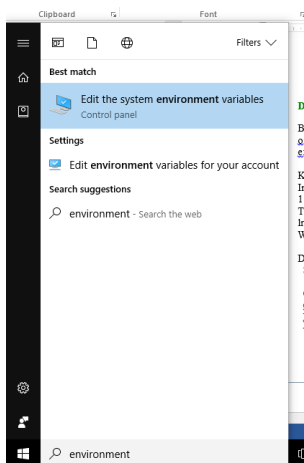 Clipboard
Font
Filters
Best match
Edit the system environment variables
Control panel
Settings
Edit environment variables for your account
Search suggestions
environment - Search the web
environment